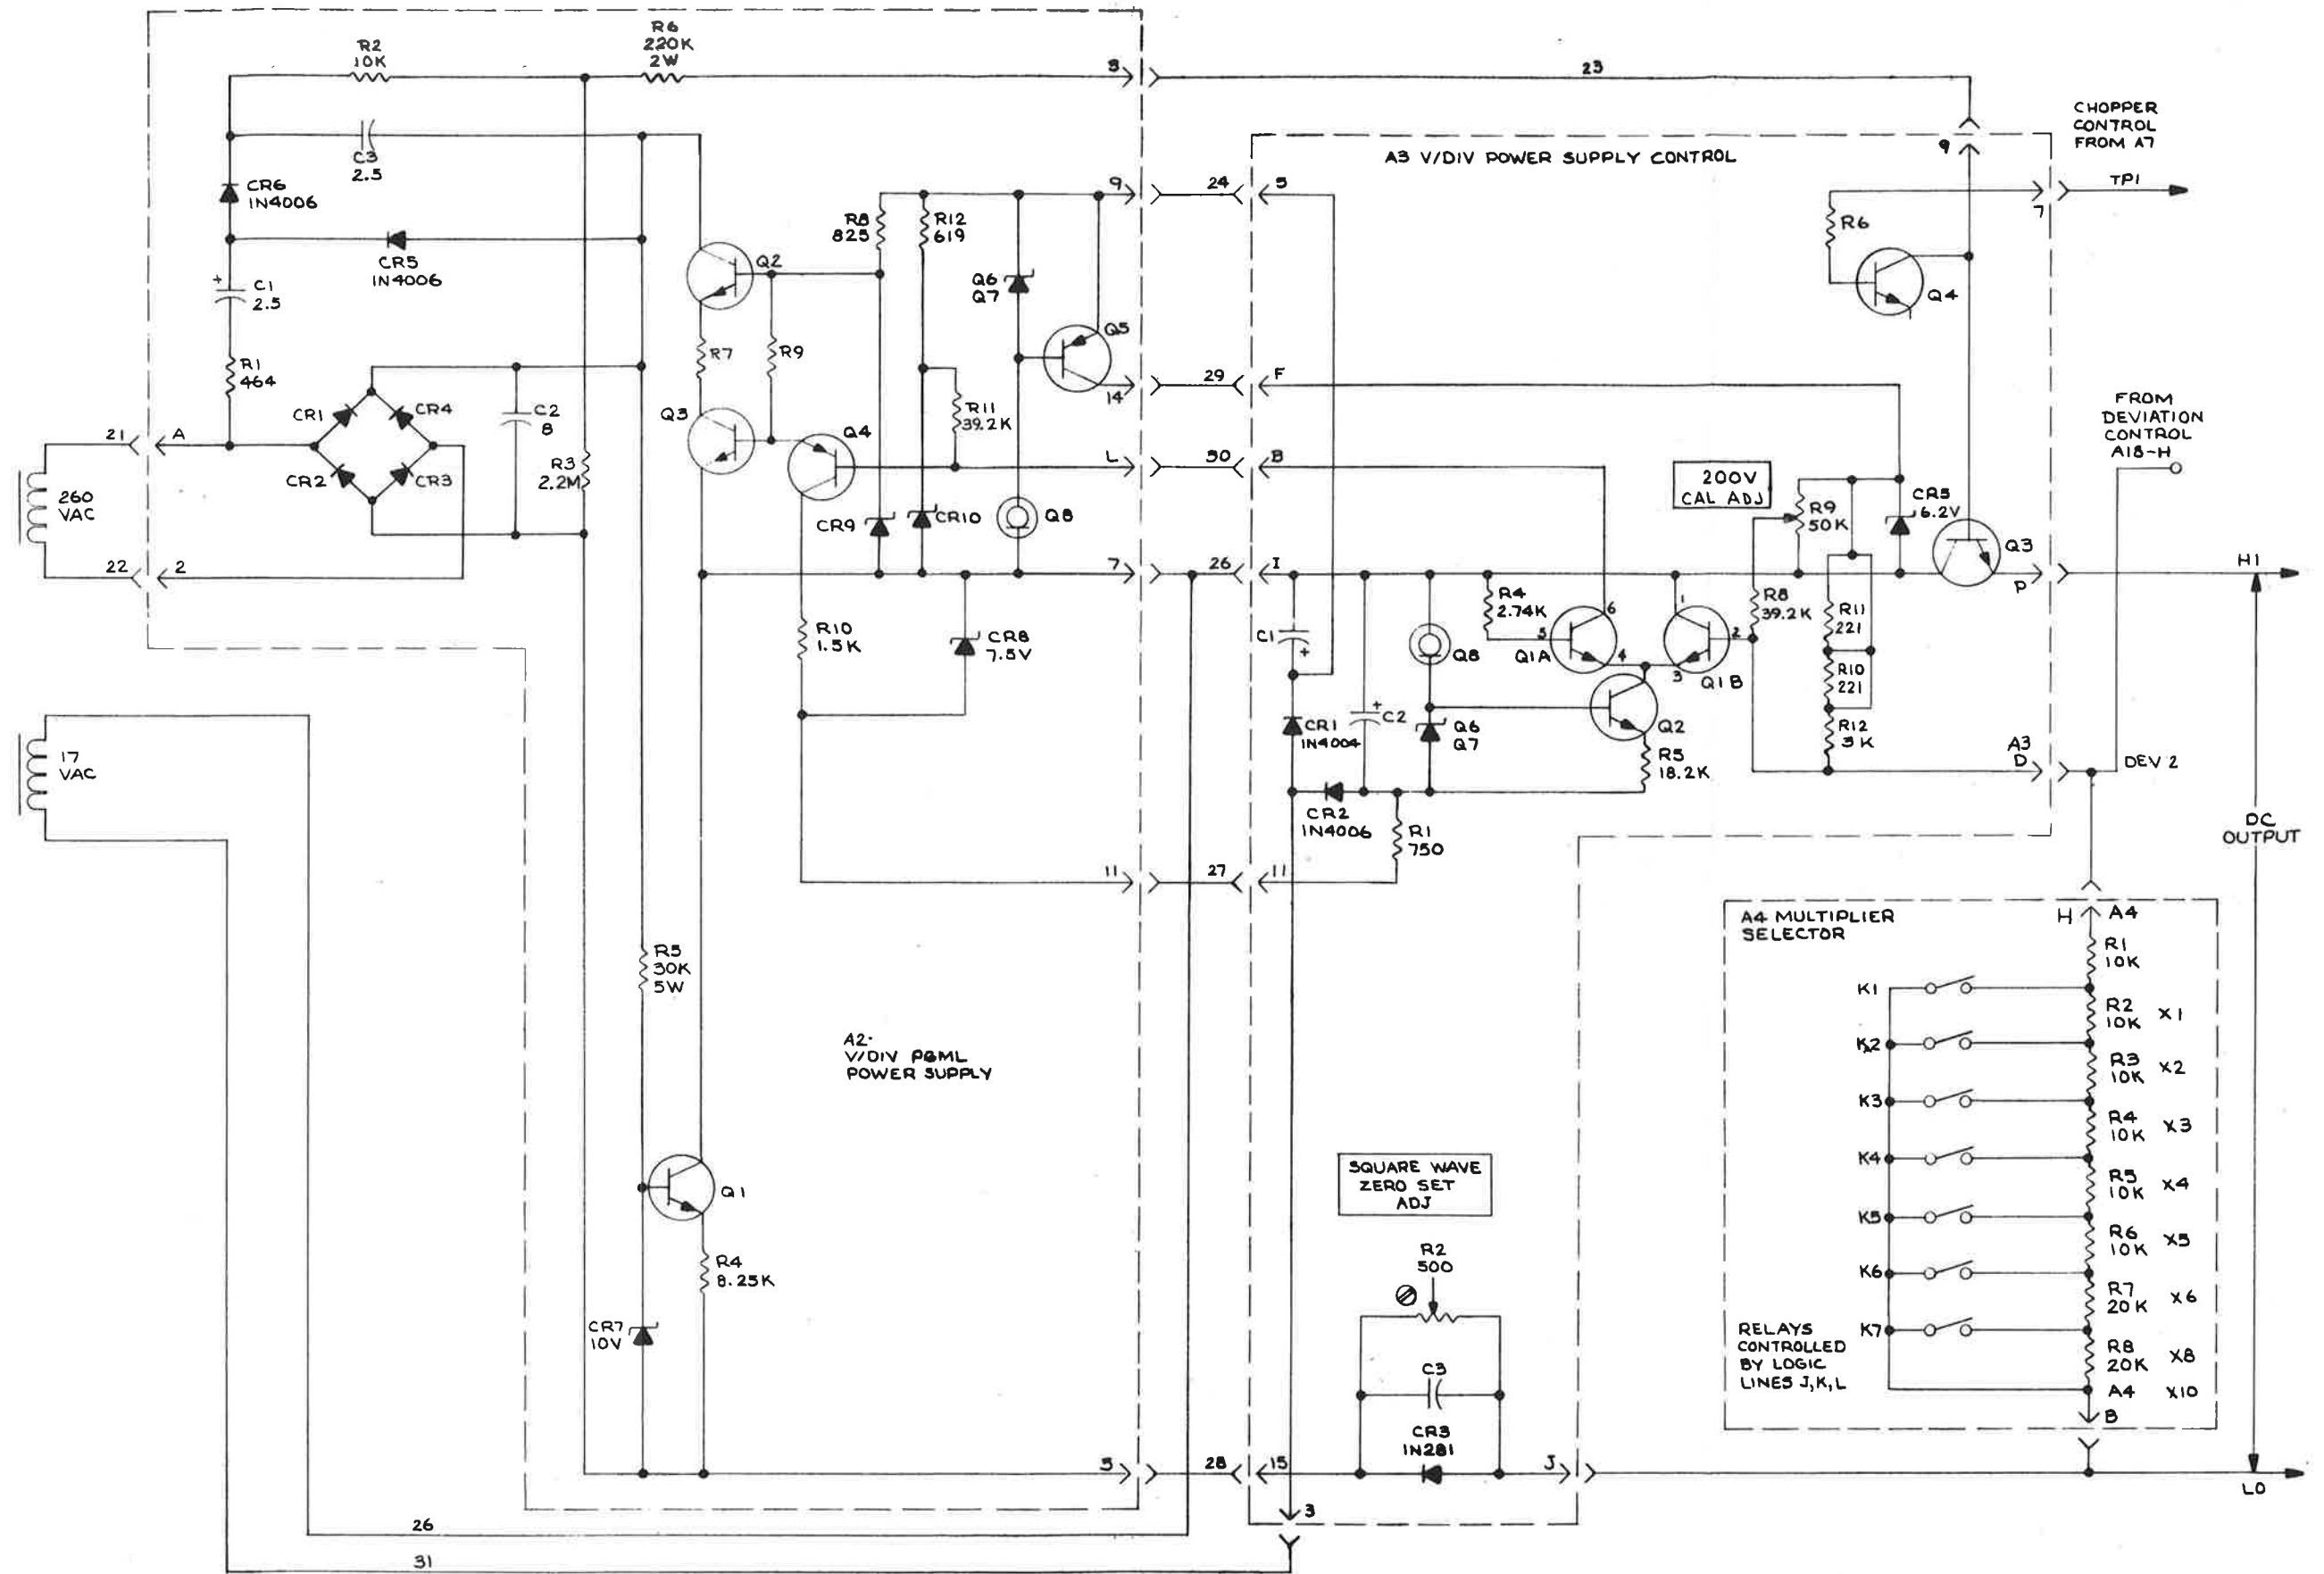 R2
10K
R6
220K
2W
8
23
C3
2.5
CR6
1N4006
CR5
1N4006
C1
2.5
+
R1
464
CR1
CR4
CR2
CR3
C2
8
R3
2.2M
21
A
260
VAC
22
2
17
VAC
Q2
R7
R9
Q3
Q4
R8
825
R12
619
Q6
Q7
Q5
R11
39.2K
CR9
CR10
Q8
R10
1.5K
CR8
7.5V
9
24
5
14
29
F
L
30
B
7
26
I
11
27
11
R5
30K
5W
A2-
V/DIV PGML
POWER SUPPLY
Q1
R4
8.25K
CR7
10V
5
28
15
3
26
31
A3 V/DIV POWER SUPPLY CONTROL
9
CHOPPER
CONTROL
FROM A7
TP1
7
R6
Q4
FROM
DEVIATION
CONTROL
A18-H
200V
CAL ADJ
R9
50K
CR5
6.2V
Q3
P
HI
C1
+
R4
2.74K
5
Q1A
6
4
1
2
3
Q1B
R8
39.2K
R11
221
R10
221
R12
3K
Q8
Q2
CR1
1N4004
+
C2
Q6
Q7
R5
18.2K
CR2
1N4006
R1
750
A3
D
DEV 2
DC
OUTPUT
A4 MULTIPLIER
SELECTOR
H
A4
R1
10K
K1
R2
10K
X1
K2
R3
10K
X2
K3
R4
10K
X3
K4
R5
10K
X4
K5
R6
10K
X5
K6
R7
20K
X6
K7
R8
20K
X8
A4
X10
B
RELAYS
CONTROLLED
BY LOGIC
LINES J,K,L
SQUARE WAVE
ZERO SET
ADJ
R2
500
C3
CR3
1N281
J
LO